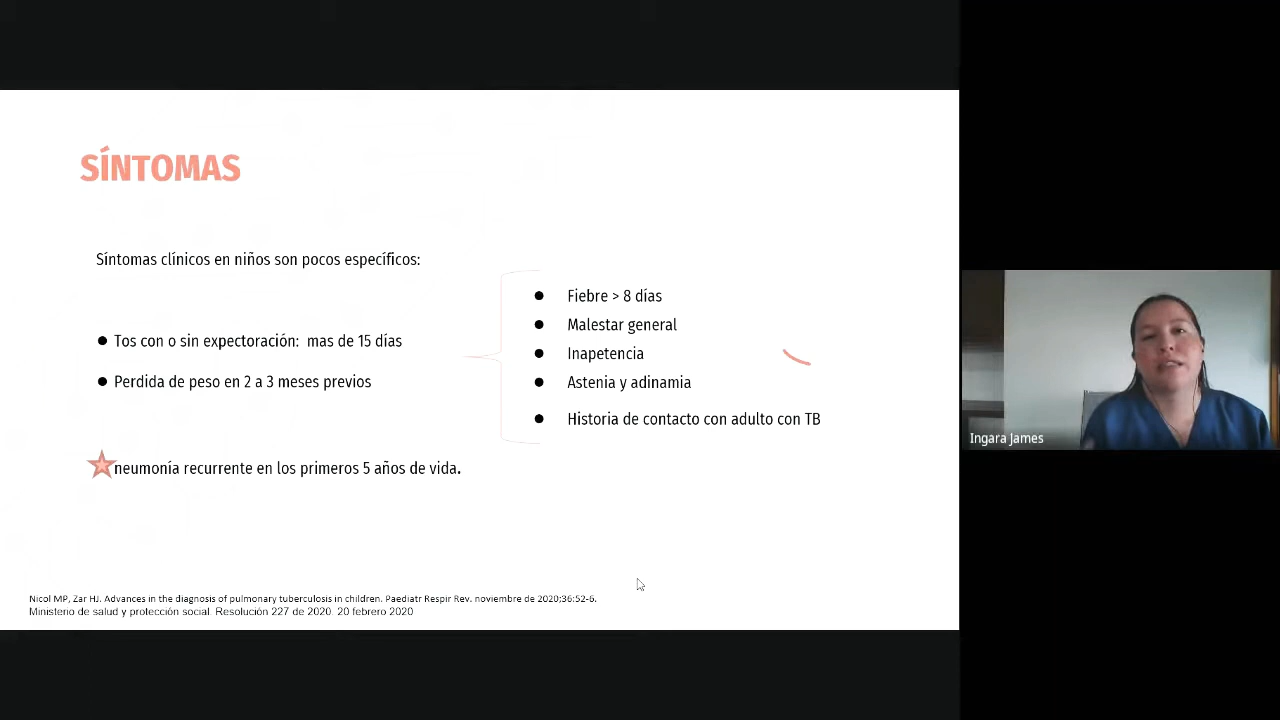 SÍNTOMAS
Síntomas clínicos en niños son pocos específicos:
● Tos con o sin expectoración: mas de 15 días
● Perdida de peso en 2 a 3 meses previos
neumonía recurrente en los primeros 5 años de vida.
● Fiebre > 8 días
● Malestar general
● Inapetencia
● Astenia y adinamia
● Historia de contacto con adulto con TB
Nicol MP, Zar HJ. Advances in the diagnosis of pulmonary tuberculosis in children. Paediatr Respir Rev. noviembre de 2020;36:52-6.
Ministerio de salud y protección social. Resolución 227 de 2020. 20 febrero 2020
Ingara James